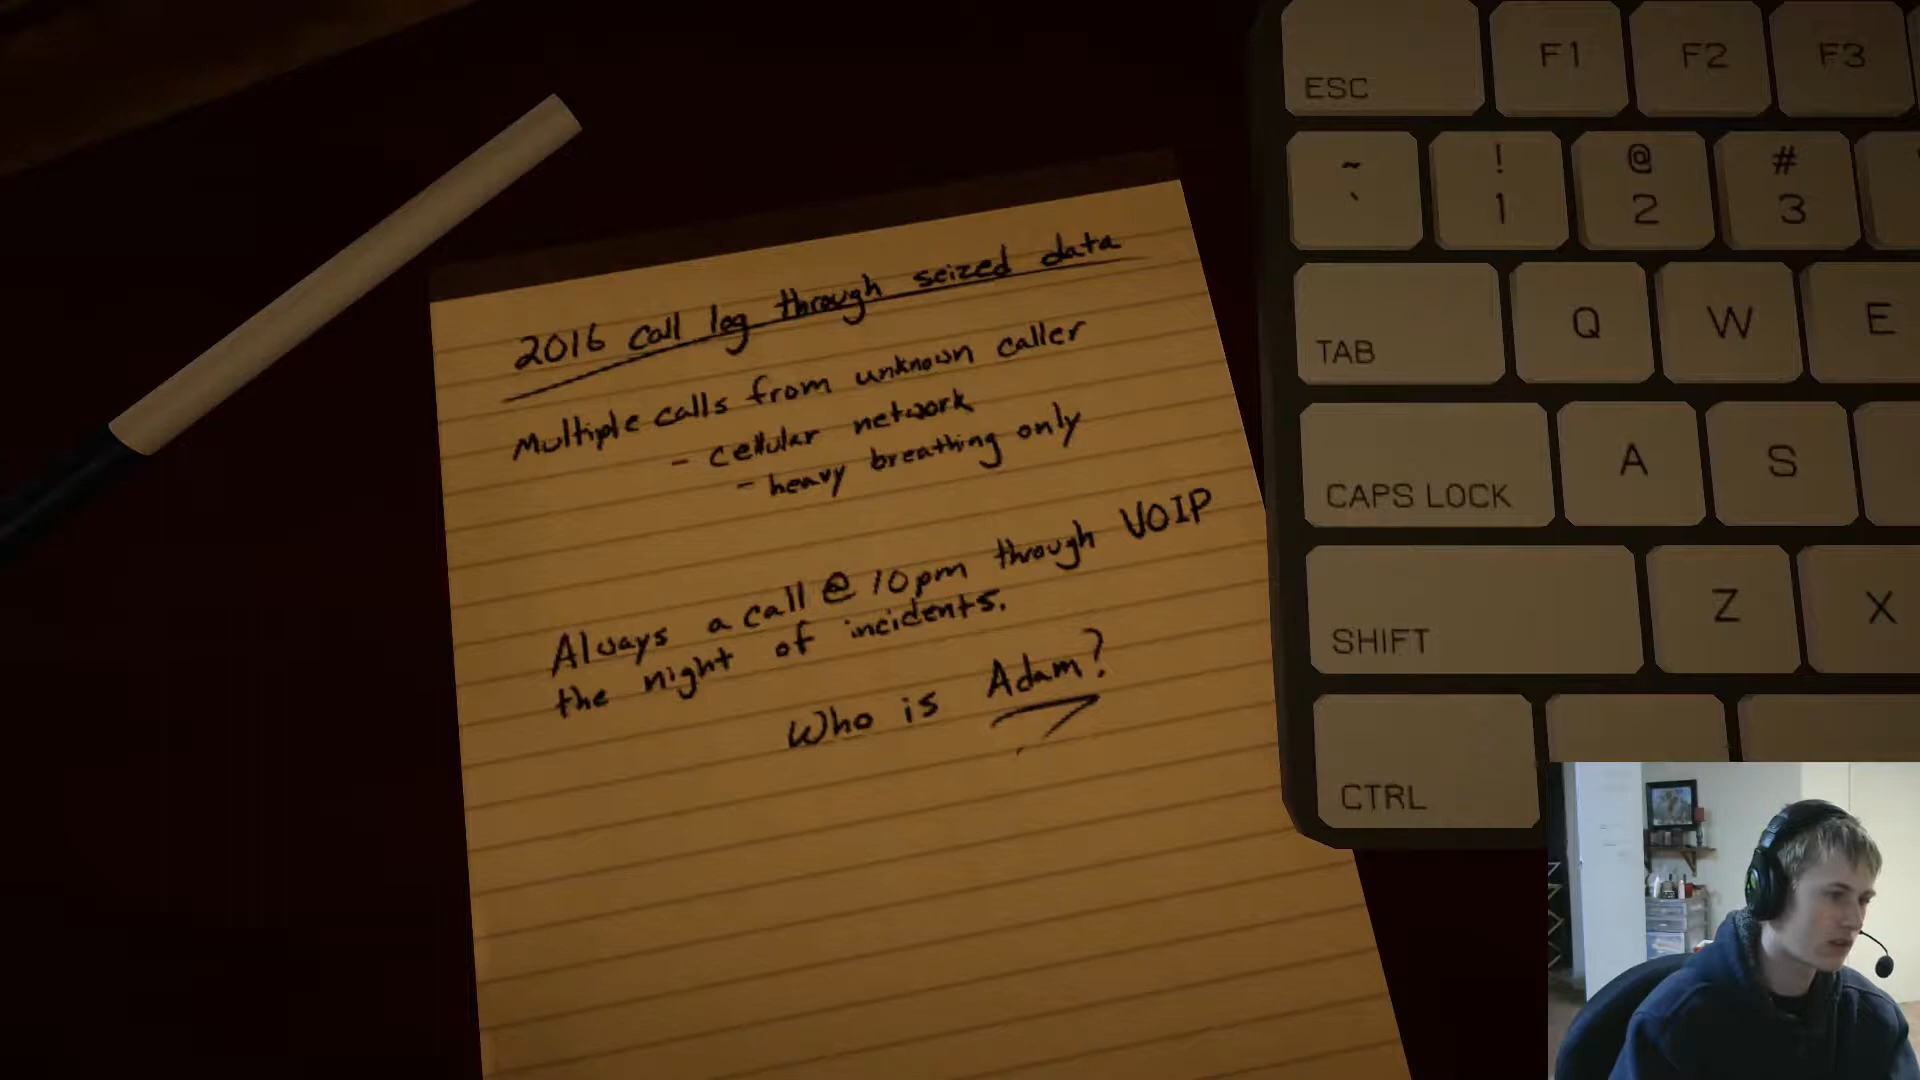 2016 call log through seized data
Multiple calls from unknown caller
- cellular network
- heavy breathing only
Always a call @ 10pm through VOIP
the night of incidents.
Who is Adam?
ESC F1 F2 F3
~ ! @ #
` 1 2 3
TAB Q W E
CAPS LOCK A S
SHIFT Z X
CTRL